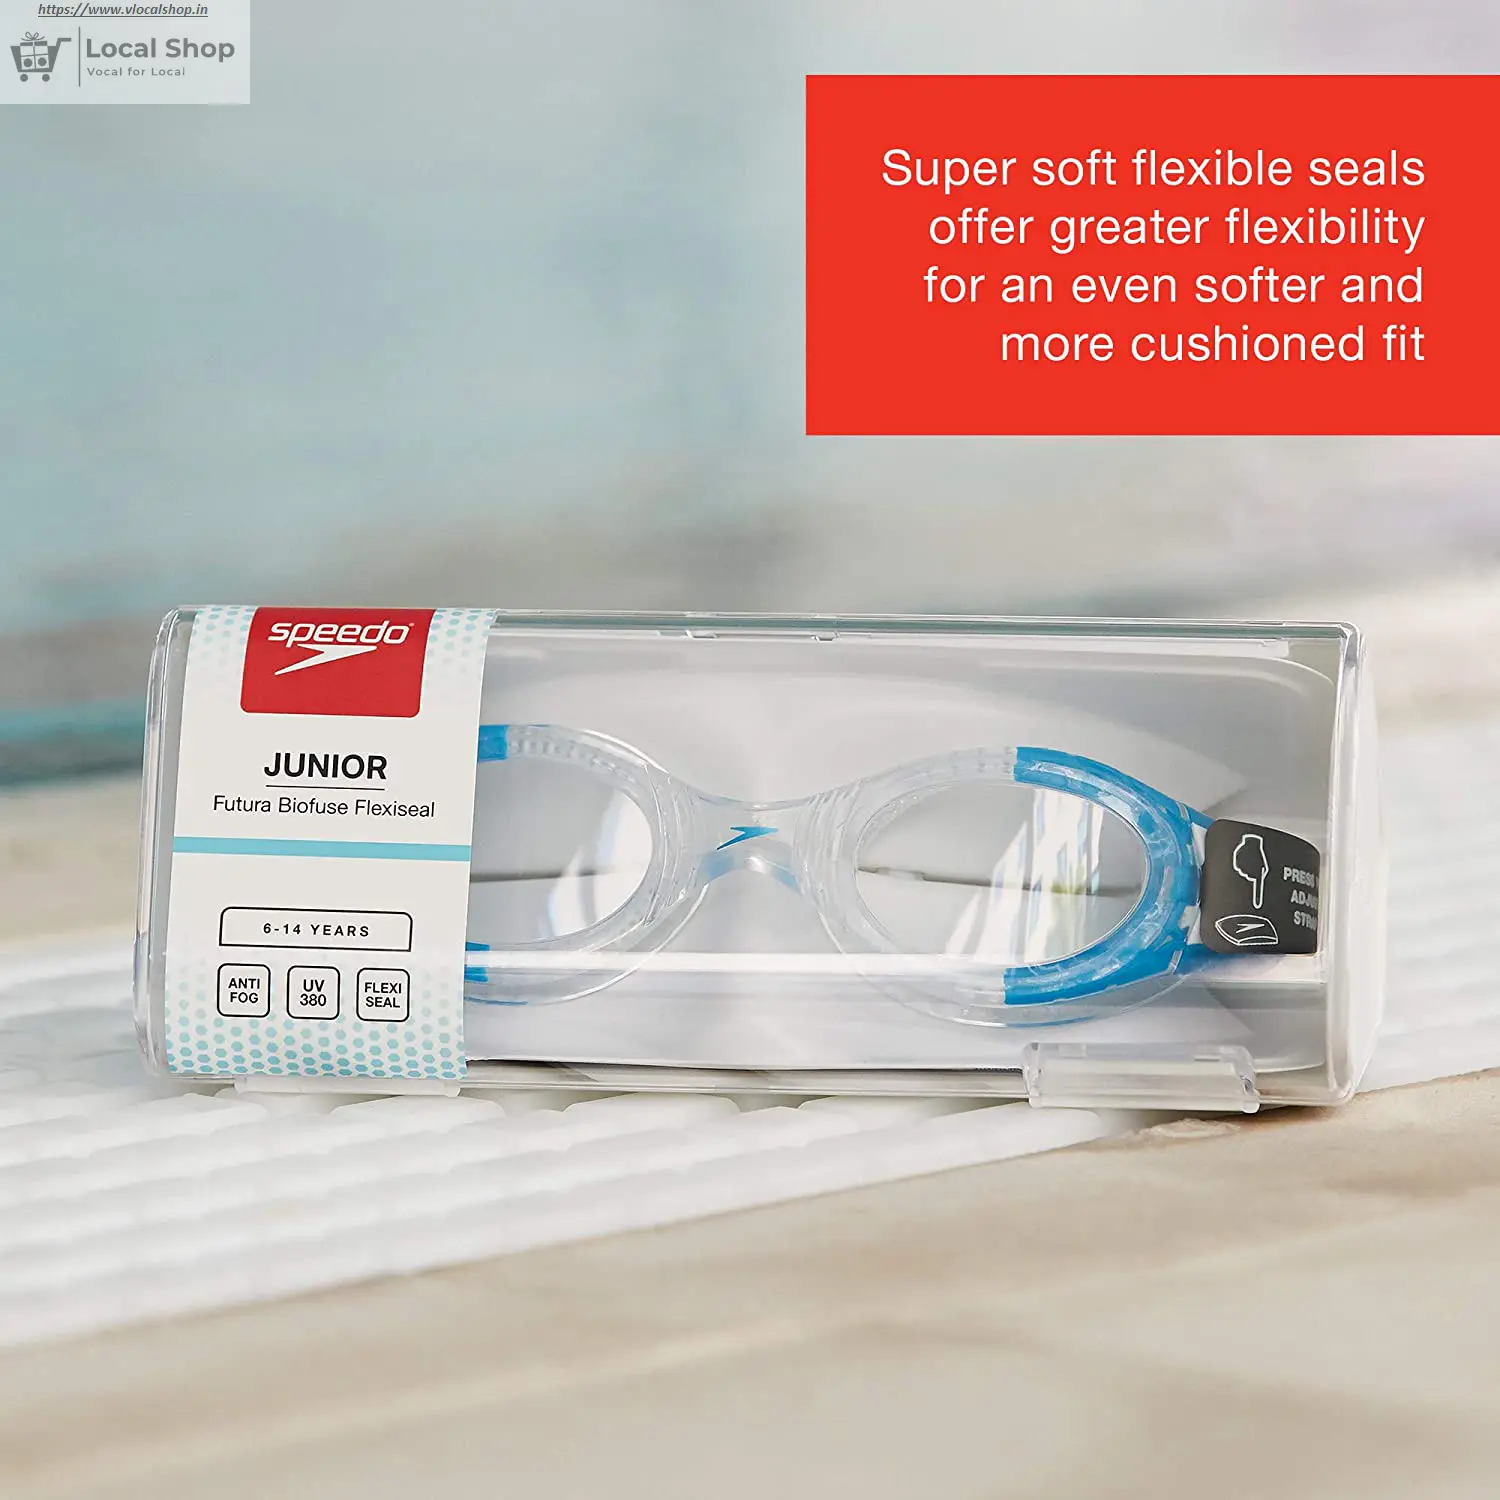 https://www.vlocalshop.in
Local Shop
Vocal for Local
Super soft flexible seals
offer greater flexibility
for an even softer and
more cushioned fit
speedo
JUNIOR
Futura Biofuse Flexiseal
6-14 YEARS
ANTI
FOG
UV
380
FLEXI
SEAL
PRESS